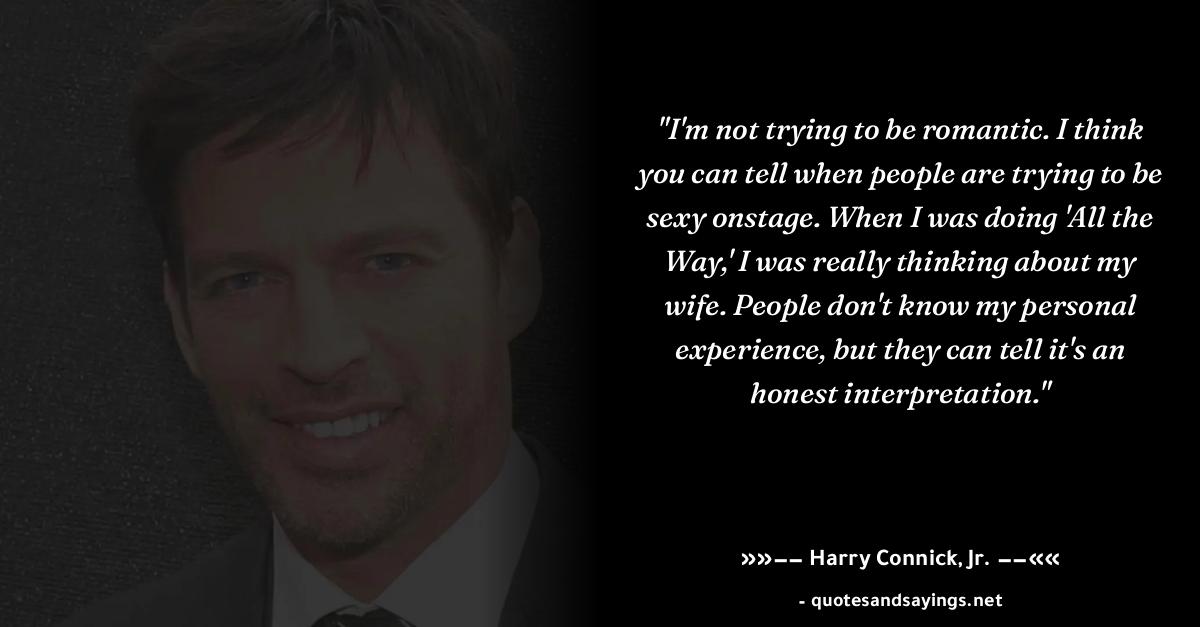 "I'm not trying to be romantic. I think
you can tell when people are trying to be
sexy onstage. When I was doing 'All the
Way,' I was really thinking about my
wife. People don't know my personal
experience, but they can tell it's an
honest interpretation."
»»−− Harry Connick, Jr. −−««
- quotesandsayings.net